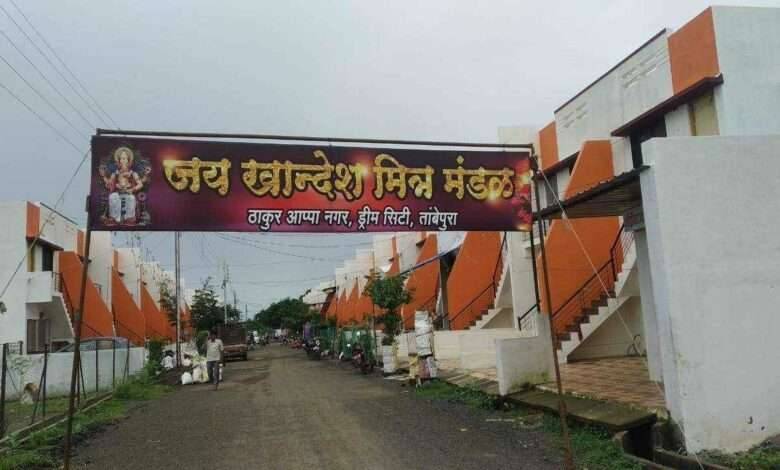 जय खान्देश मित्र मंडळ
ठाकुर आप्पा नगर, ड्रीम सिटी, तांबेपुरा